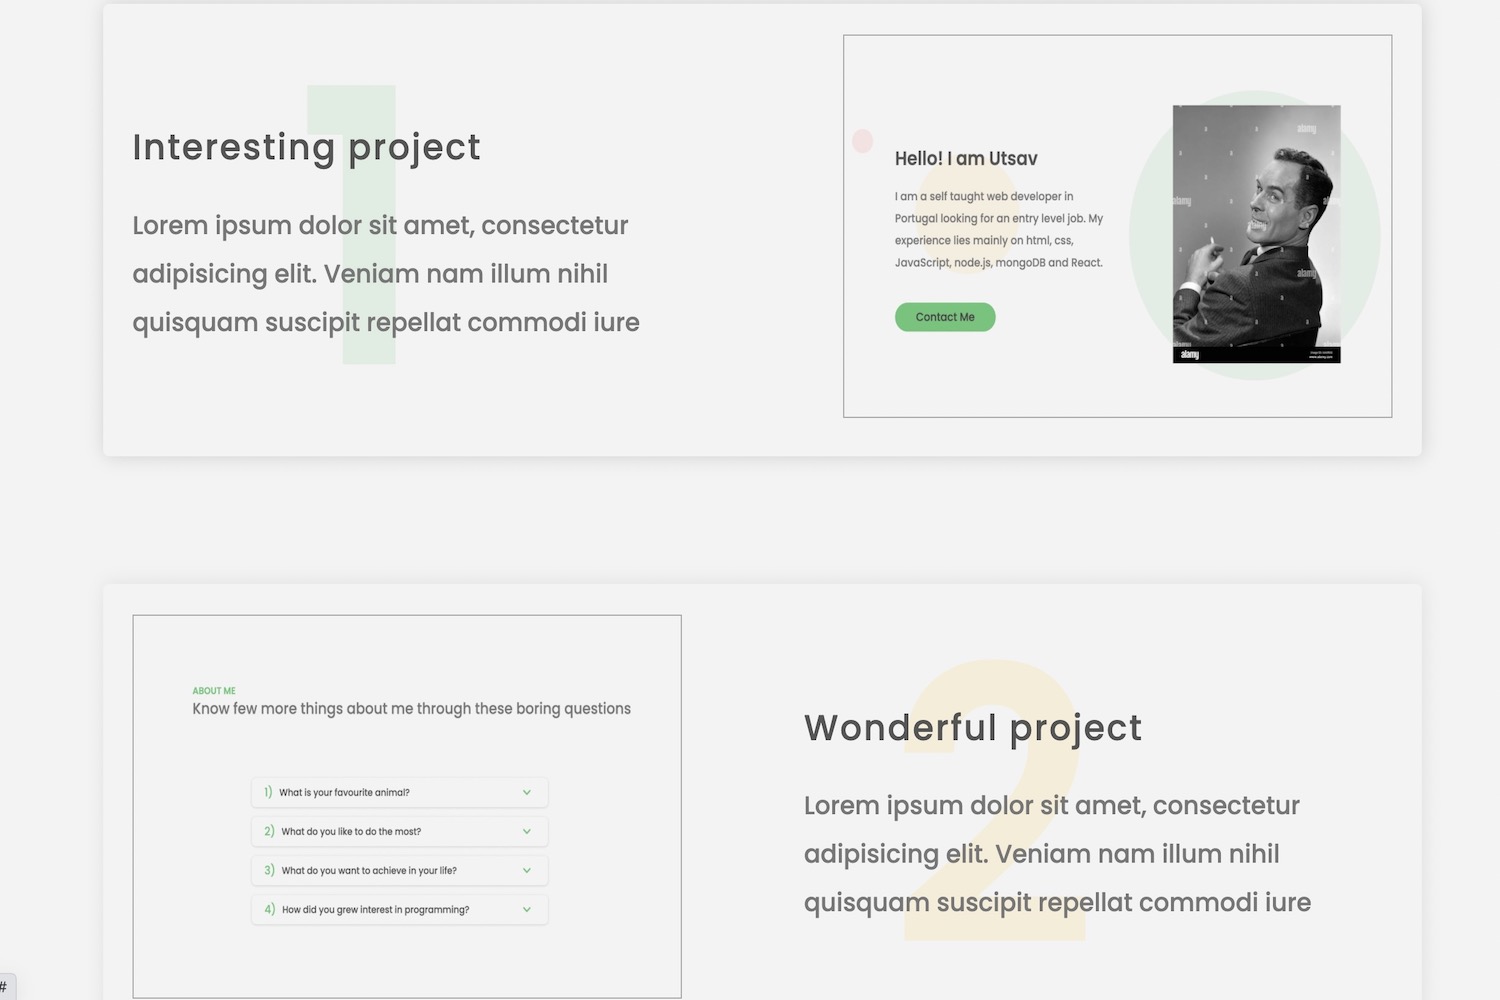 1
Interesting project
Lorem ipsum dolor sit amet, consectetur
adipisicing elit. Veniam nam illum nihil
quisquam suscipit repellat commodi iure
Hello! I am Utsav
I am a self taught web developer in
Portugal looking for an entry level job. My
experience lies mainly on html, css,
JavaScript, node.js, mongoDB and React.
Contact Me
alamy
alamy
alamy
alamy
alamy
ABOUT ME
Know few more things about me through these boring questions
1) What is your favourite animal?
2) What do you like to do the most?
3) What do you want to achieve in your life?
4) How did you grew interest in programming?
2
Wonderful project
Lorem ipsum dolor sit amet, consectetur
adipisicing elit. Veniam nam illum nihil
quisquam suscipit repellat commodi iure
#